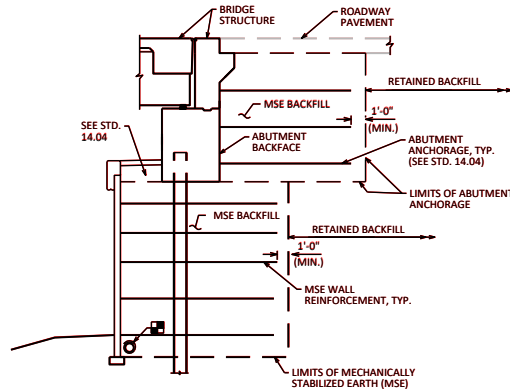 BRIDGE
STRUCTURE
ROADWAY
PAVEMENT
RETAINED BACKFILL
MSE BACKFILL
1'-0"
(MIN.)
SEE STD.
14.04
ABUTMENT
BACKFACE
ABUTMENT
ANCHORAGE, TYP.
(SEE STD. 14.04)
LIMITS OF ABUTMENT
ANCHORAGE
MSE BACKFILL
RETAINED BACKFILL
1'-0"
(MIN.)
MSE WALL
REINFORCEMENT, TYP.
LIMITS OF MECHANICALLY
STABILIZED EARTH (MSE)